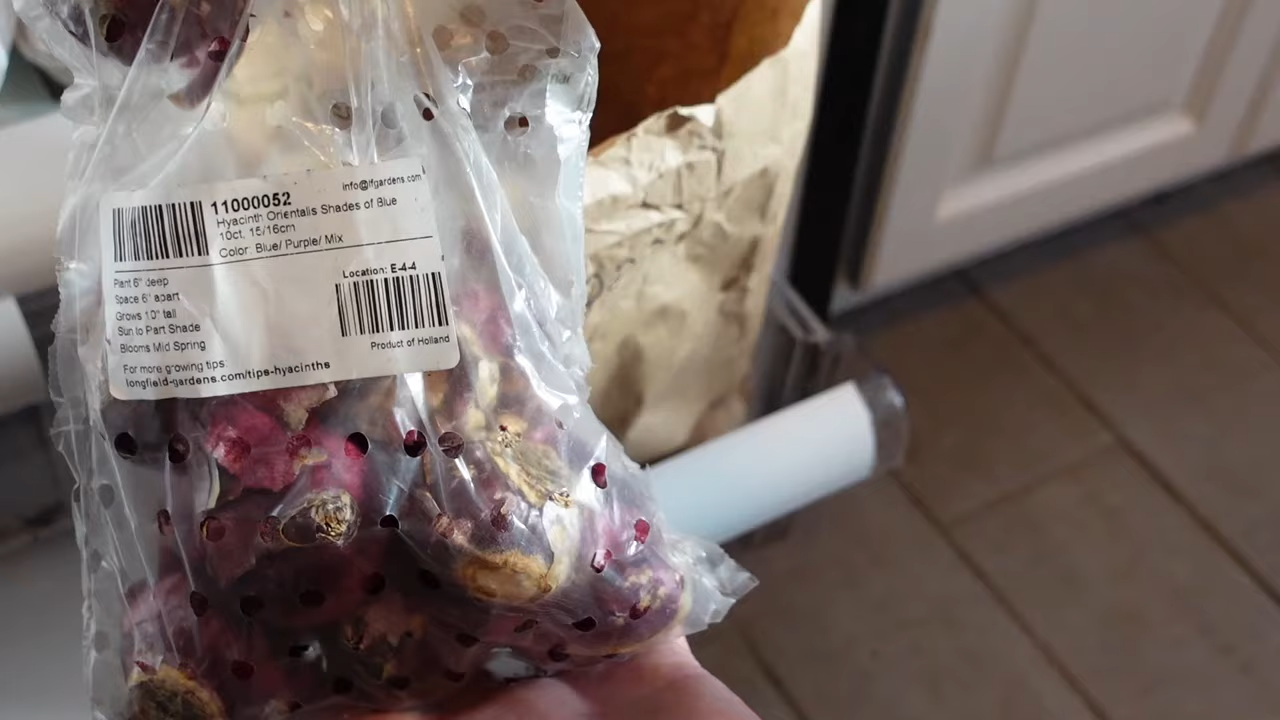 info@lfgardens.com
11000052
Hyacinth Orientalis Shades of Blue
10ct, 15/16cm
Color: Blue/ Purple/ Mix
Location: E-4-4
Plant 6" deep
Space 6" apart
Grows 10" tall
Sun to Part Shade
Blooms Mid Spring
Product of Holland
For more growing tips:
longfield-gardens.com/tips-hyacinths